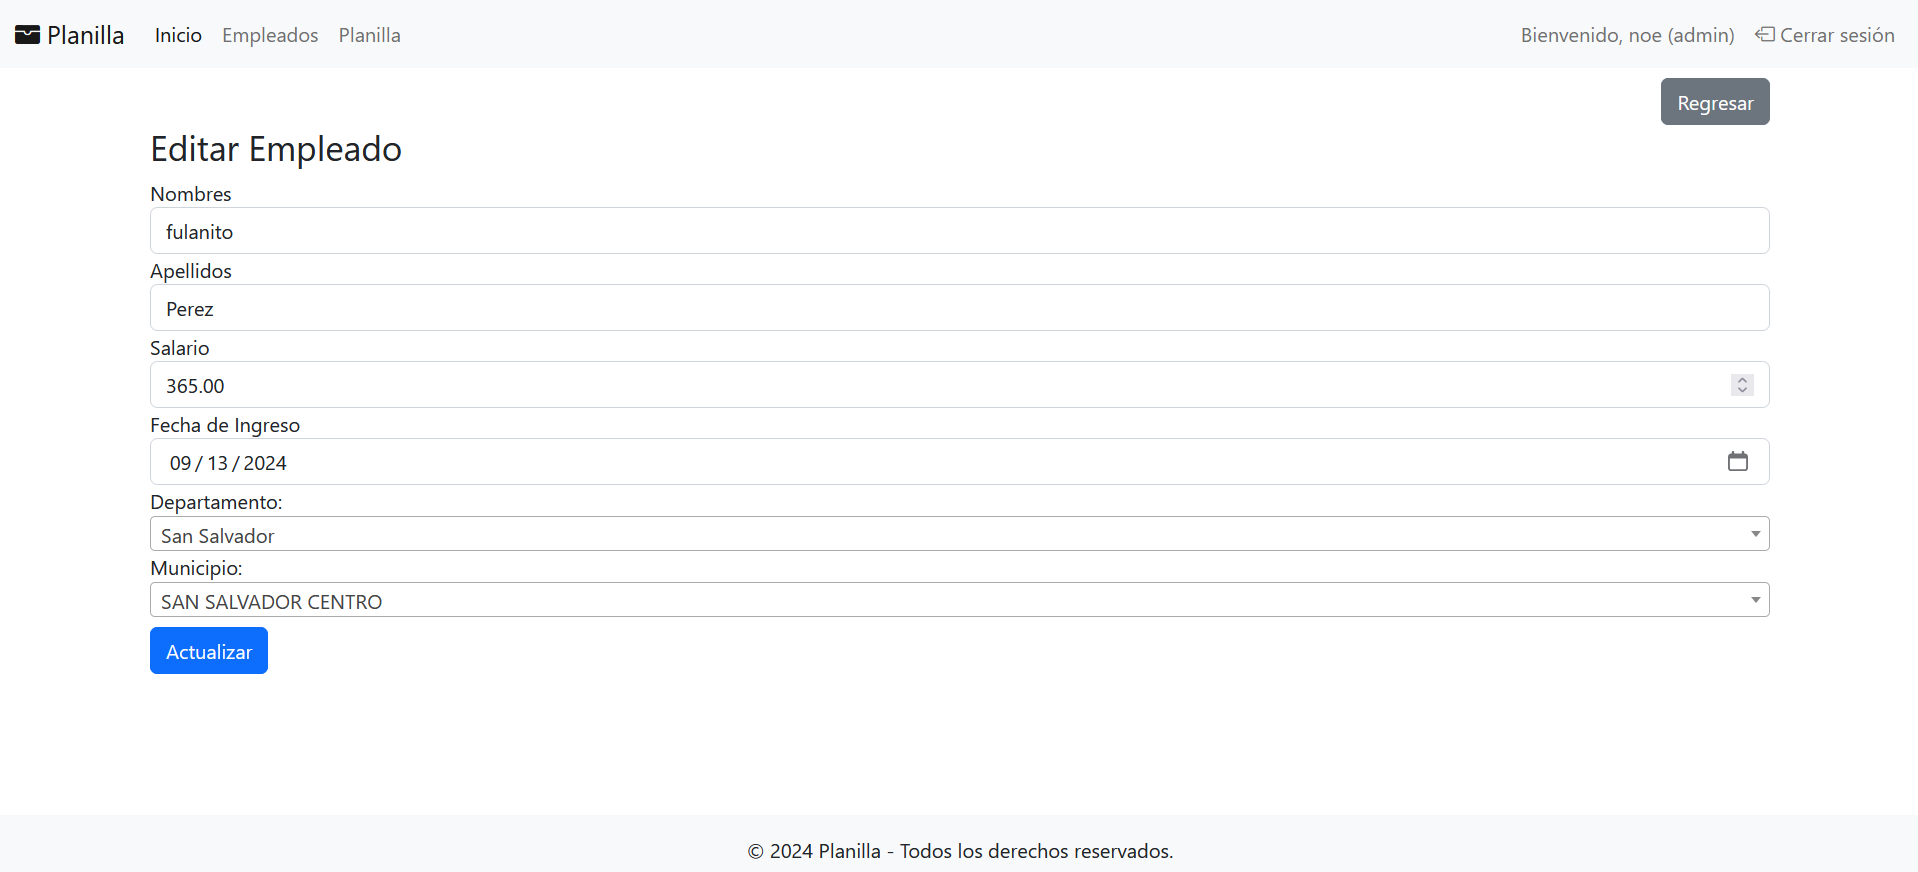 Planilla Inicio Empleados Planilla Bienvenido, noe (admin) Cerrar sesión
Regresar
Editar Empleado
Nombres
fulanito
Apellidos
Perez
Salario
365.00
Fecha de Ingreso
09 / 13 / 2024
Departamento:
San Salvador
Municipio:
SAN SALVADOR CENTRO
Actualizar
© 2024 Planilla - Todos los derechos reservados.